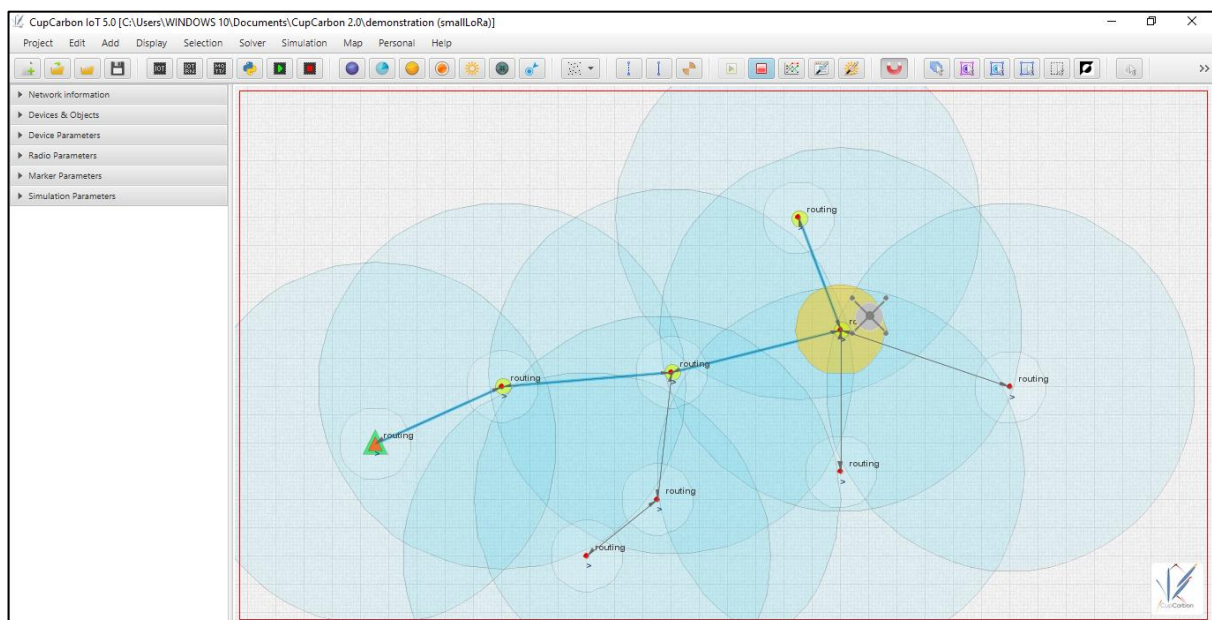 CupCarbon IoT 5.0 [C:\Users\WINDOWS 10\Documents\CupCarbon 2.0\demonstration (smallLoRa)]
Project Edit Add Display Selection Solver Simulation Map Personal Help
Network information
Devices & Objects
Device Parameters
Radio Parameters
Marker Parameters
Simulation Parameters
routing
routing
routing
routing
routing
routing
routing
routing
CupCarbon